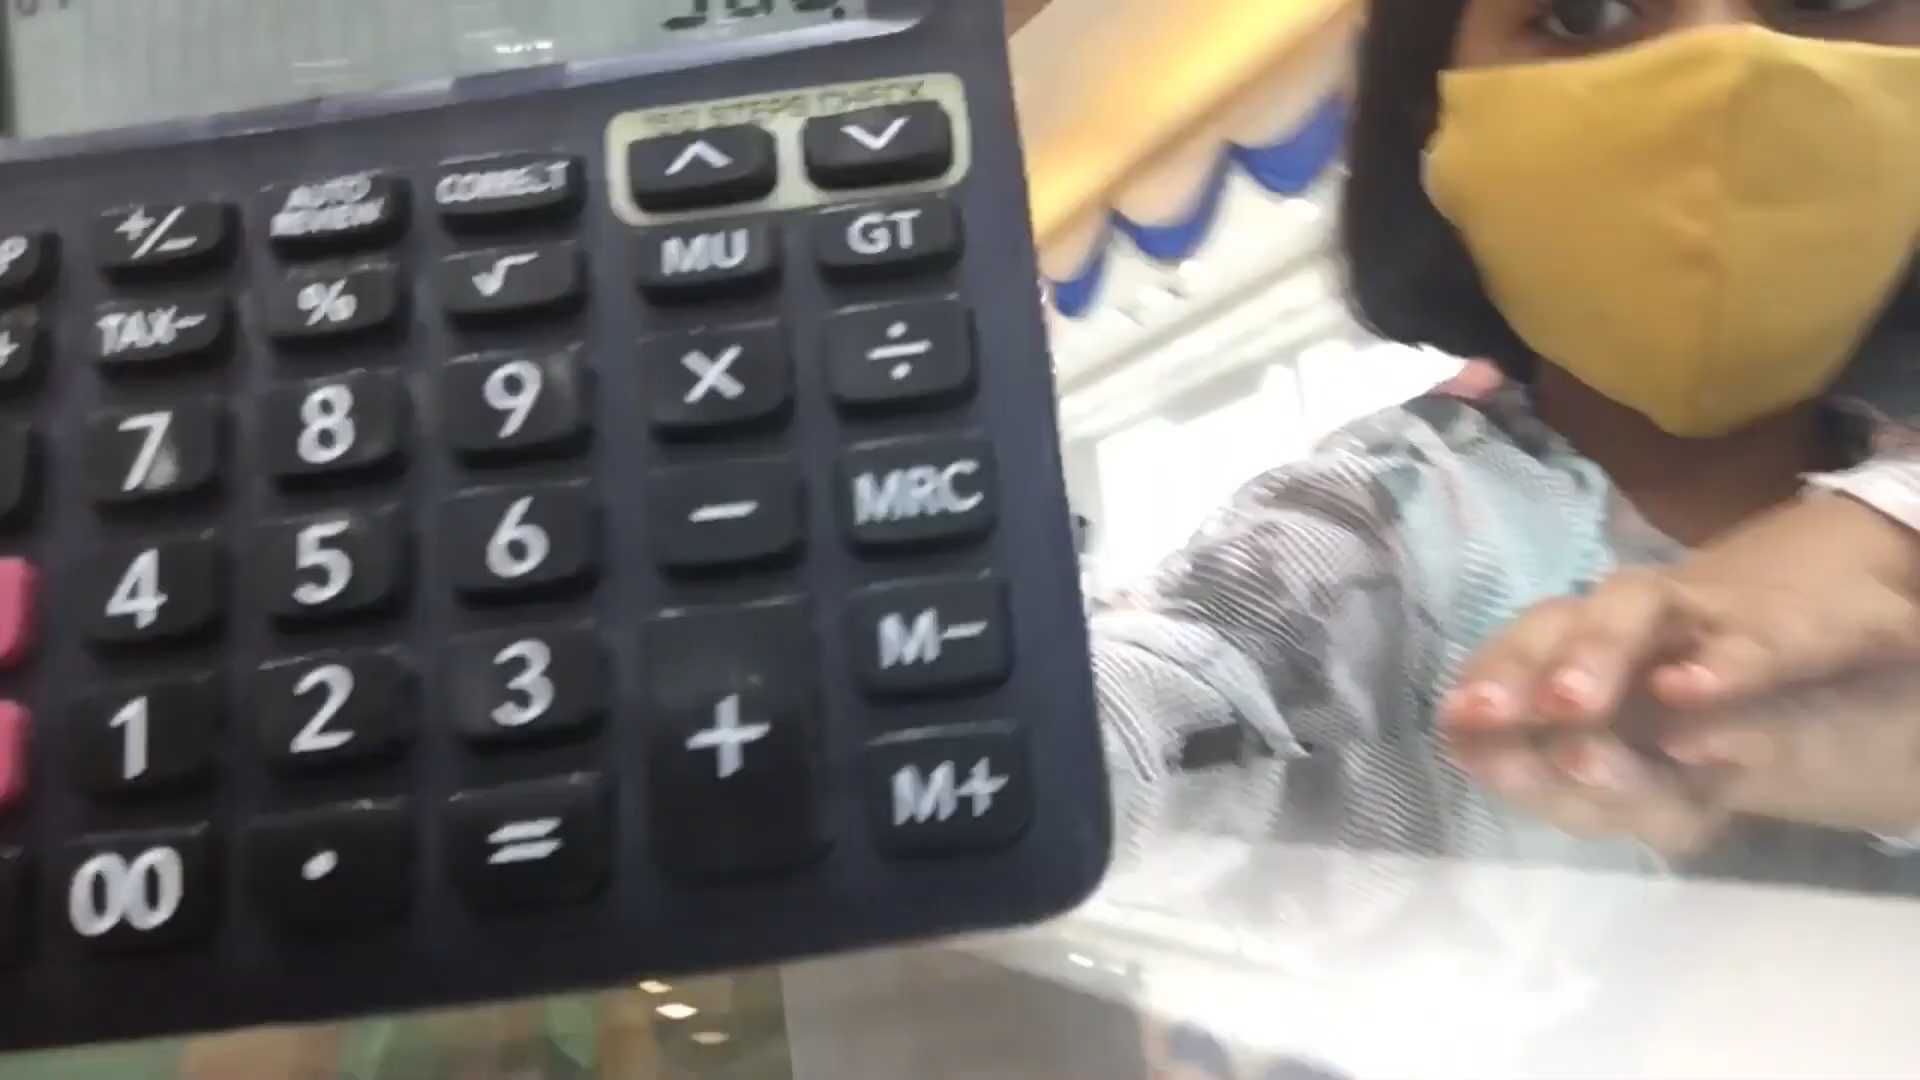 +/- AUTO REVIEW CORRECT ∧ ∨
TAX- % √ MU GT
7 8 9 X ÷
4 5 6 - MRC
1 2 3 + M-
00 . = M+